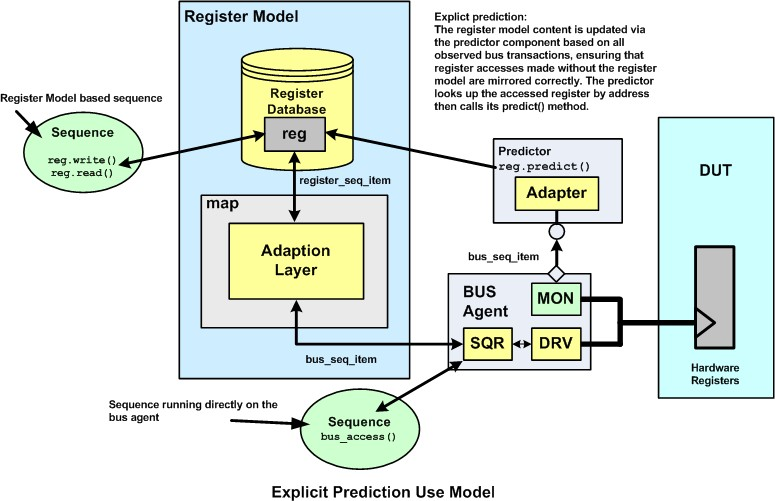 Register Model
Explict prediction:
The register model content is updated via
the predictor component based on all
observed bus transactions, ensuring that
register accesses made without the register
model are mirrored correctly. The predictor
looks up the accessed register by address
then calls its predict() method.
Register Model based sequence
Sequence
reg.write()
reg.read()
Register
Database
reg
register_seq_item
map
Adaption
Layer
bus_seq_item
Predictor
reg.predict()
Adapter
bus_seq_item
BUS
Agent
MON
SQR
DRV
DUT
Hardware
Registers
Sequence running directly on the
bus agent
Sequence
bus_access()
Explicit Prediction Use Model